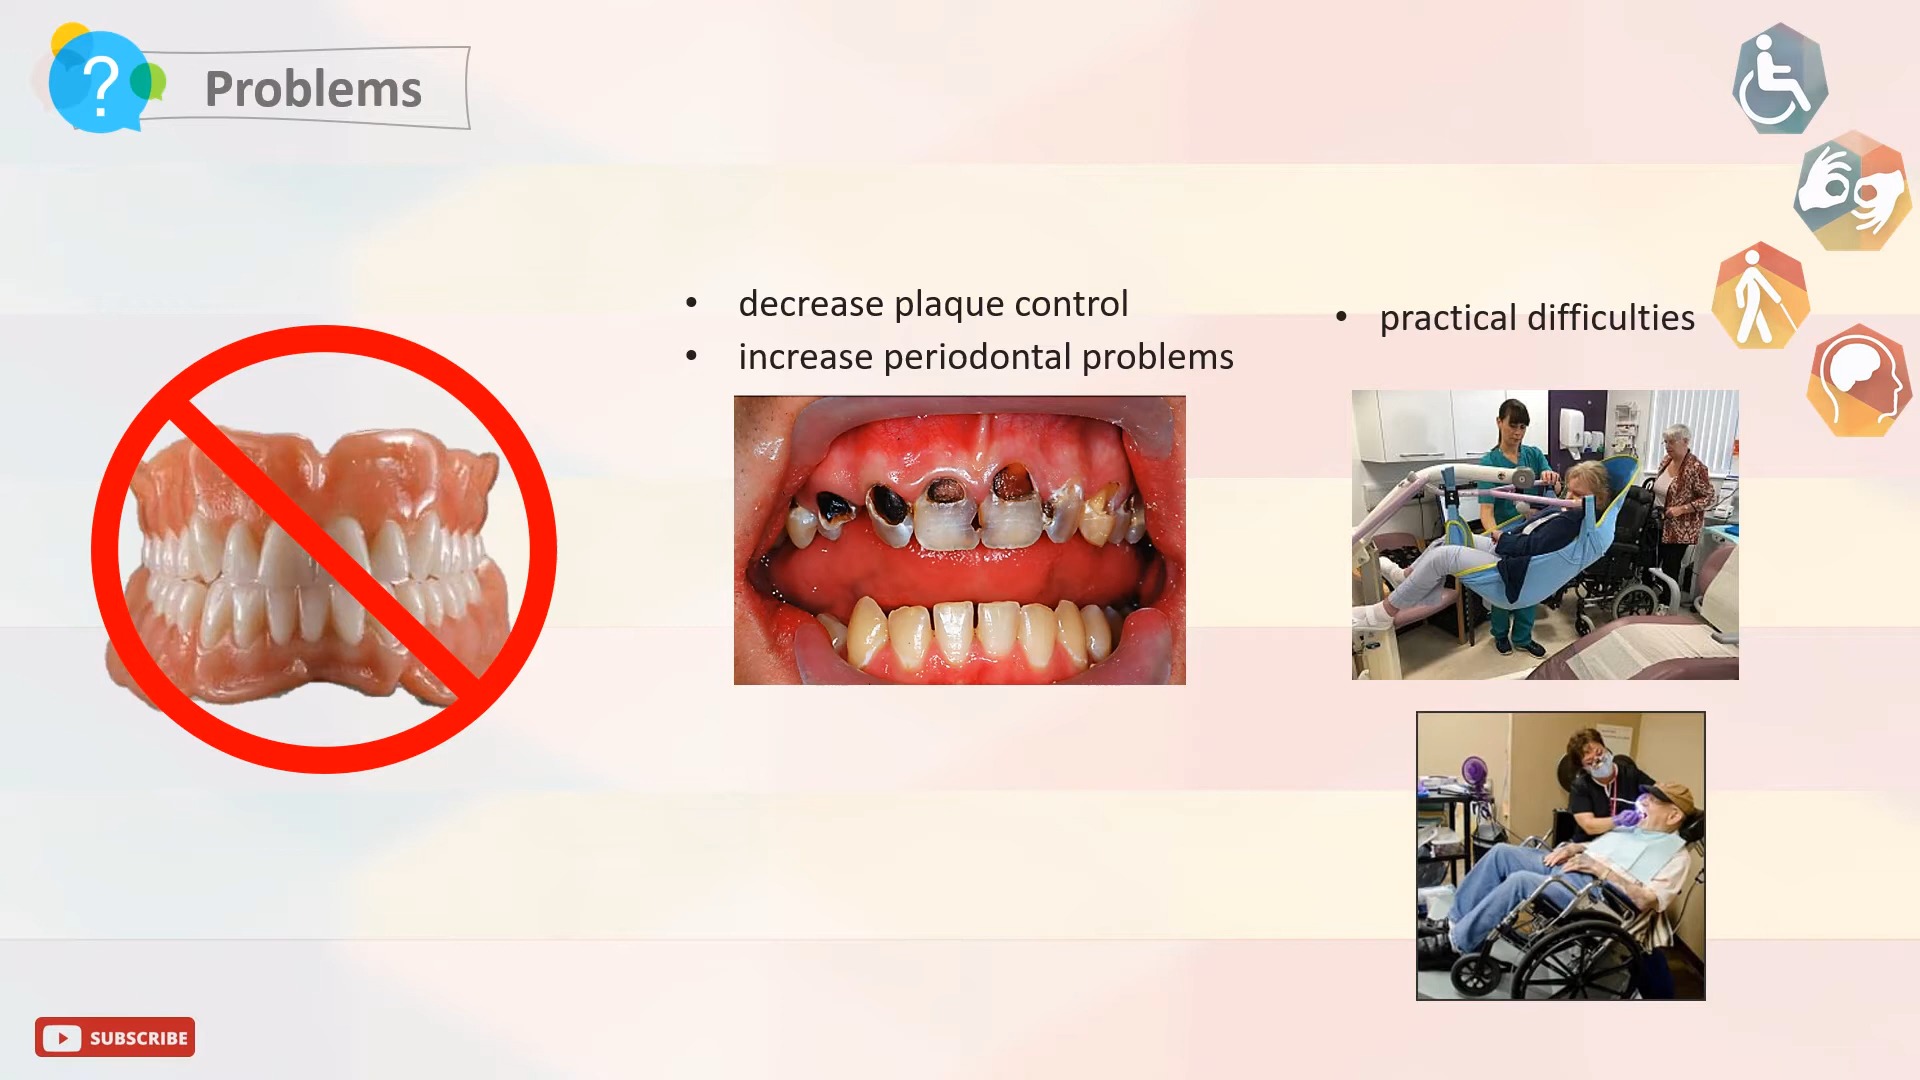 ?
Problems
• decrease plaque control
• increase periodontal problems
• practical difficulties
SUBSCRIBE